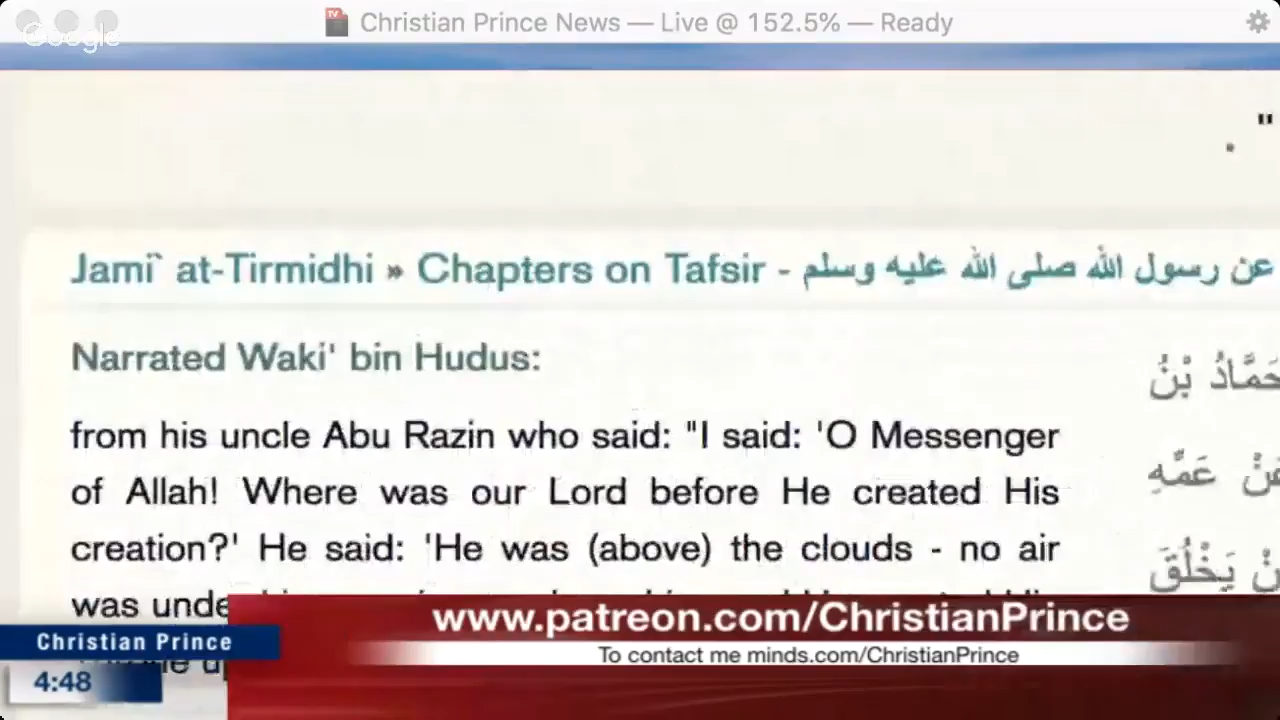 Christian Prince News — Live @ 152.5% — Ready
Google
" .
Jami` at-Tirmidhi » Chapters on Tafsir - عن رسول الله صلى الله عليه وسلم
Narrated Waki' bin Hudus:
from his uncle Abu Razin who said: "I said: 'O Messenger
of Allah! Where was our Lord before He created His
creation?' He said: 'He was (above) the clouds - no air
was
بْنُ
عَمِّهِ
يَخْلُقَ
www.patreon.com/ChristianPrince
To contact me minds.com/ChristianPrince
Christian Prince
4:48